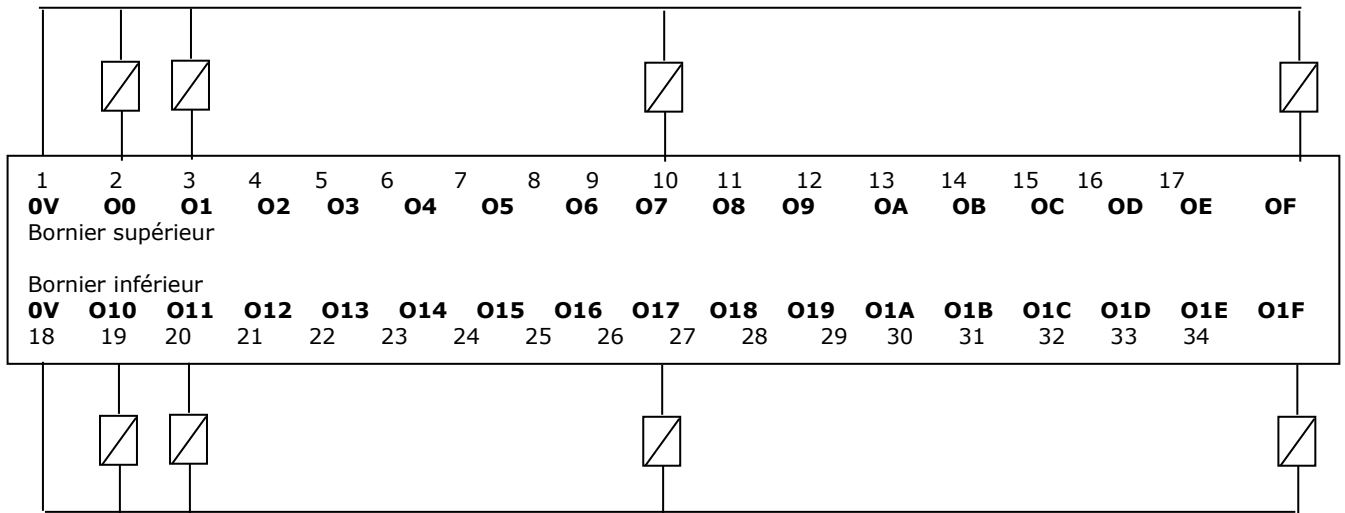 1 2 3 4 5 6 7 8 9 10 11 12 13 14 15 16 17
0V O0 O1 O2 O3 O4 O5 O6 O7 O8 O9 OA OB OC OD OE OF
Bornier supérieur
Bornier inférieur
0V O10 O11 O12 O13 O14 O15 O16 O17 O18 O19 O1A O1B O1C O1D O1E O1F
18 19 20 21 22 23 24 25 26 27 28 29 30 31 32 33 34